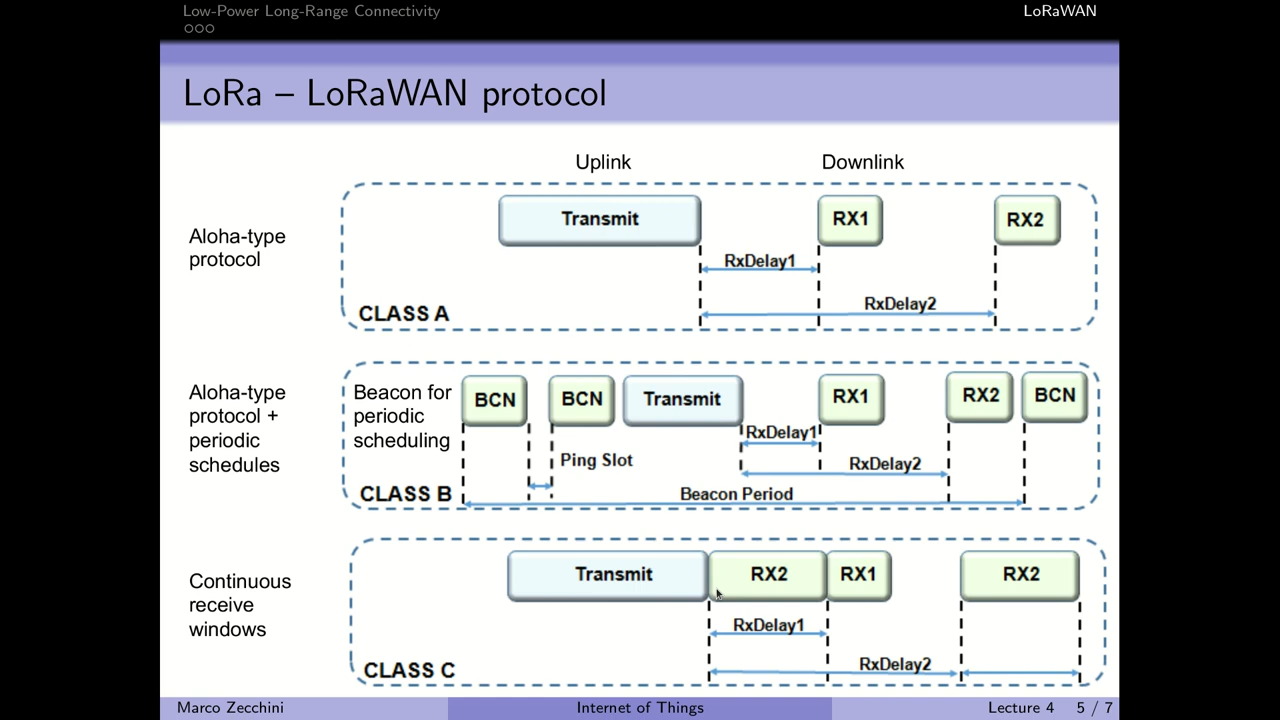 Low-Power Long-Range Connectivity
LoRaWAN
LoRa – LoRaWAN protocol
Uplink
Downlink
Aloha-type
protocol
Transmit
RX1
RX2
RxDelay1
RxDelay2
CLASS A
Aloha-type
protocol +
periodic
schedules
Beacon for
periodic
scheduling
BCN
BCN
Transmit
RX1
RX2
BCN
RxDelay1
Ping Slot
RxDelay2
Beacon Period
CLASS B
Continuous
receive
windows
Transmit
RX2
RX1
RX2
RxDelay1
RxDelay2
CLASS C
Marco Zecchini
Internet of Things
Lecture 4
5 / 7